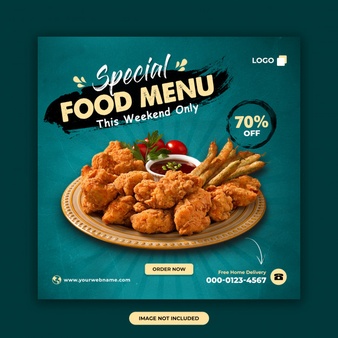 LOGO
Special
FOOD MENU
This Weekend Only
70%
OFF
ORDER NOW
www.yourwebname.com
Free Home Delivery
000-0123-4567
IMAGE NOT INCLUDED